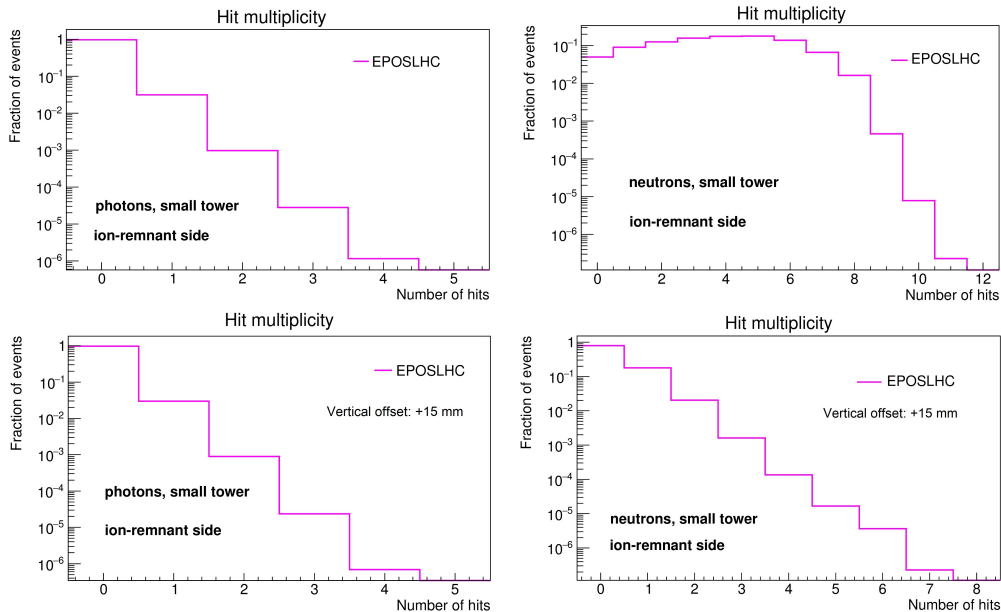 Hit multiplicity
Fraction of events
1
10⁻¹
10⁻²
10⁻³
10⁻⁴
10⁻⁵
10⁻⁶
EPOSLHC
photons, small tower
ion-remnant side
0 1 2 3 4 5
Number of hits
Hit multiplicity
Fraction of events
10⁻¹
10⁻²
10⁻³
10⁻⁴
10⁻⁵
10⁻⁶
EPOSLHC
neutrons, small tower
ion-remnant side
0 2 4 6 8 10 12
Number of hits
Hit multiplicity
Fraction of events
1
10⁻¹
10⁻²
10⁻³
10⁻⁴
10⁻⁵
10⁻⁶
EPOSLHC
Vertical offset: +15 mm
photons, small tower
ion-remnant side
0 1 2 3 4 5
Number of hits
Hit multiplicity
Fraction of events
1
10⁻¹
10⁻²
10⁻³
10⁻⁴
10⁻⁵
10⁻⁶
EPOSLHC
Vertical offset: +15 mm
neutrons, small tower
ion-remnant side
0 1 2 3 4 5 6 7 8
Number of hits